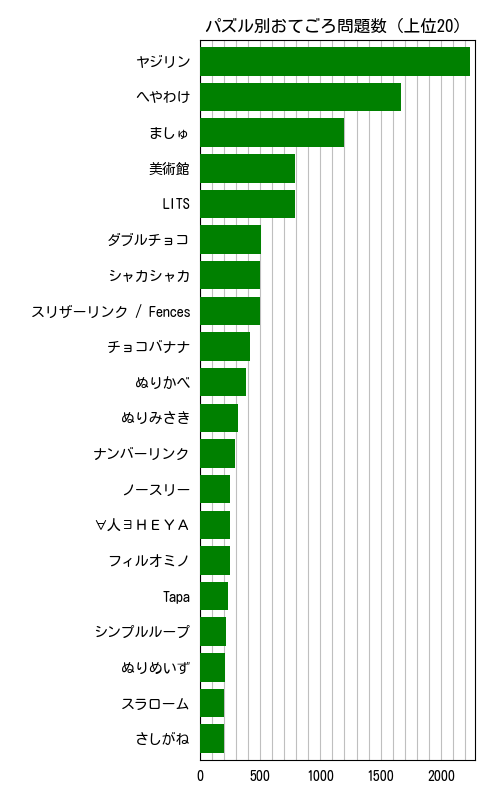 パズル別おてごろ問題数 (上位20)
ヤジリン
へやわけ
ましゅ
美術館
LITS
ダブルチョコ
シャカシャカ
スリザーリンク / Fences
チョコバナナ
ぬりかべ
ぬりみさき
ナンバーリンク
ノースリー
∀人∃ＨＥＹＡ
フィルオミノ
Tapa
シンプルループ
ぬりめいず
スラローム
さしがね
0 500 1000 1500 2000